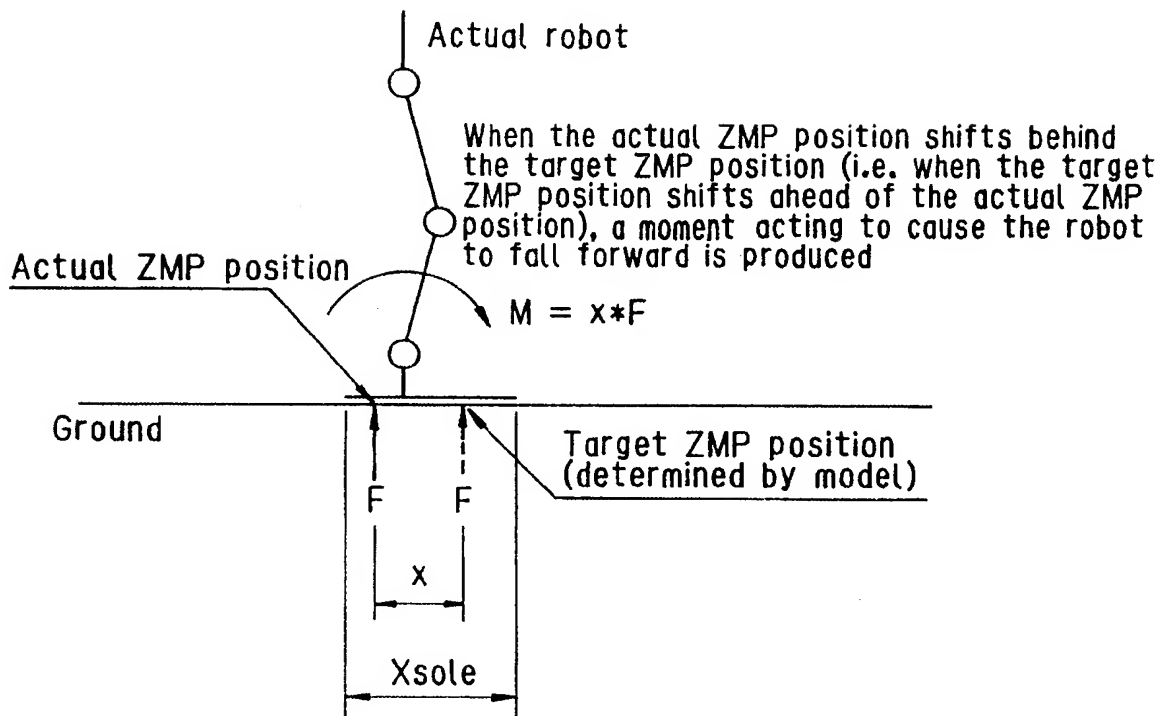 Actual robot
When the actual ZMP position shifts behind
the target ZMP position (i.e. when the target
ZMP position shifts ahead of the actual ZMP
position), a moment acting to cause the robot
to fall forward is produced
Actual ZMP position
M = x*F
Ground
Target ZMP position
(determined by model)
F F
x
Xsole